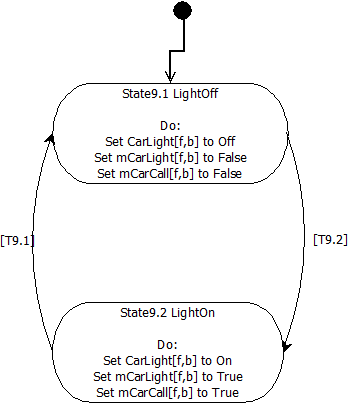 State9.1 LightOff
Do:
Set CarLight[f,b] to Off
Set mCarLight[f,b] to False
Set mCarCall[f,b] to False
[T9.1]
[T9.2]
State9.2 LightOn
Do:
Set CarLight[f,b] to On
Set mCarLight[f,b] to True
Set mCarCall[f,b] to True